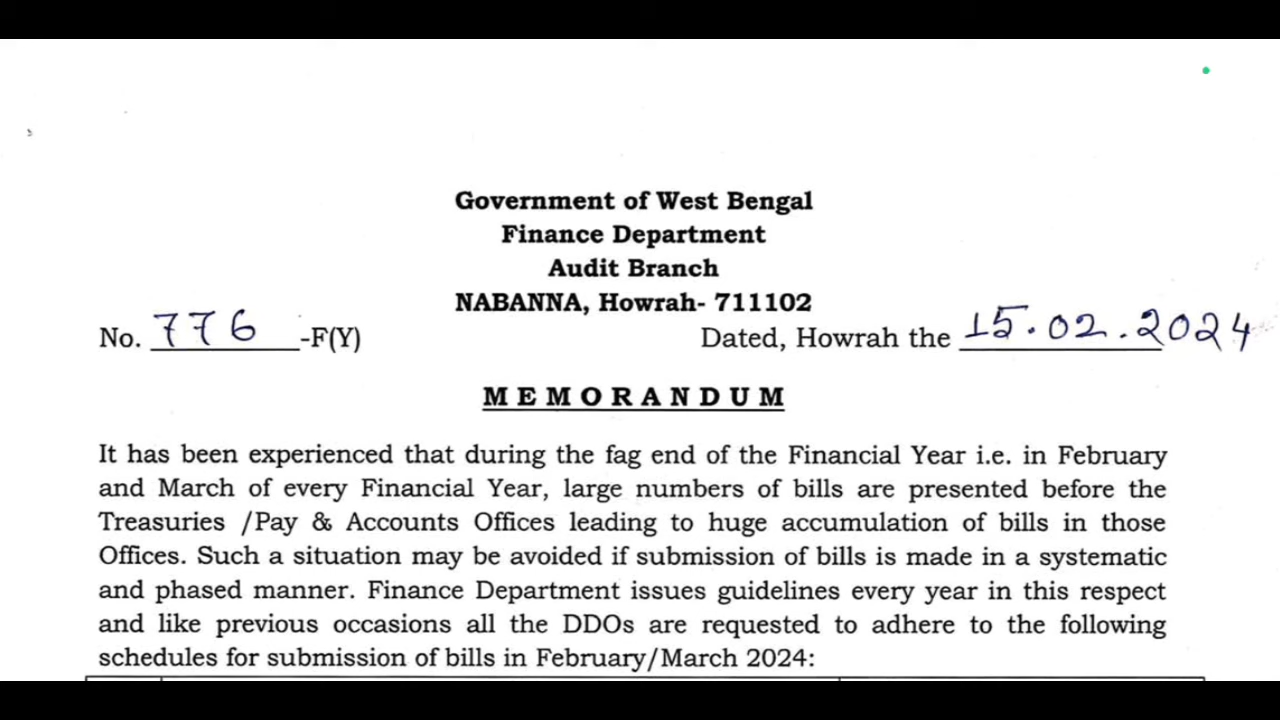 Government of West Bengal
Finance Department
Audit Branch
NABANNA, Howrah- 711102
No. 776 -F(Y) Dated, Howrah the 15.02.2024
MEMORANDUM
It has been experienced that during the fag end of the Financial Year i.e. in February
and March of every Financial Year, large numbers of bills are presented before the
Treasuries /Pay & Accounts Offices leading to huge accumulation of bills in those
Offices. Such a situation may be avoided if submission of bills is made in a systematic
and phased manner. Finance Department issues guidelines every year in this respect
and like previous occasions all the DDOs are requested to adhere to the following
schedules for submission of bills in February/March 2024: